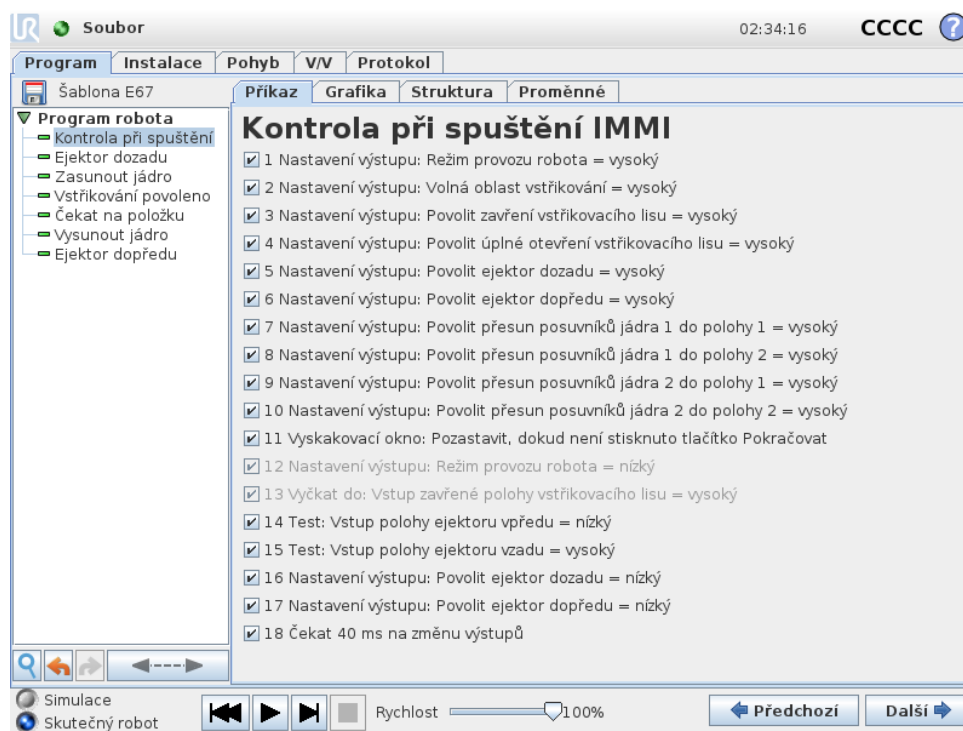 Soubor 02:34:16 CCCC ?
Program Instalace Pohyb V/V Protokol
Šablona E67
Příkaz Grafika Struktura Proměnné
Program robota
Kontrola při spuštění
Ejektor dozadu
Zasunout jádro
Vstřikování povoleno
Čekat na položku
Vysunout jádro
Ejektor dopředu
Kontrola při spuštění IMMI
1 Nastavení výstupu: Režim provozu robota = vysoký
2 Nastavení výstupu: Volná oblast vstřikování = vysoký
3 Nastavení výstupu: Povolit zavření vstřikovacího lisu = vysoký
4 Nastavení výstupu: Povolit úplné otevření vstřikovacího lisu = vysoký
5 Nastavení výstupu: Povolit ejektor dozadu = vysoký
6 Nastavení výstupu: Povolit ejektor dopředu = vysoký
7 Nastavení výstupu: Povolit přesun posuvníků jádra 1 do polohy 1 = vysoký
8 Nastavení výstupu: Povolit přesun posuvníků jádra 1 do polohy 2 = vysoký
9 Nastavení výstupu: Povolit přesun posuvníků jádra 2 do polohy 1 = vysoký
10 Nastavení výstupu: Povolit přesun posuvníků jádra 2 do polohy 2 = vysoký
11 Vyskakovací okno: Pozastavit, dokud není stisknuto tlačítko Pokračovat
12 Nastavení výstupu: Režim provozu robota = nízký
13 Vyčkat do: Vstup zavřené polohy vstřikovacího lisu = vysoký
14 Test: Vstup polohy ejektoru vpředu = nízký
15 Test: Vstup polohy ejektoru vzadu = vysoký
16 Nastavení výstupu: Povolit ejektor dozadu = nízký
17 Nastavení výstupu: Povolit ejektor dopředu = nízký
18 Čekat 40 ms na změnu výstupů
Simulace
Skutečný robot
Rychlost 100%
Předchozí Další